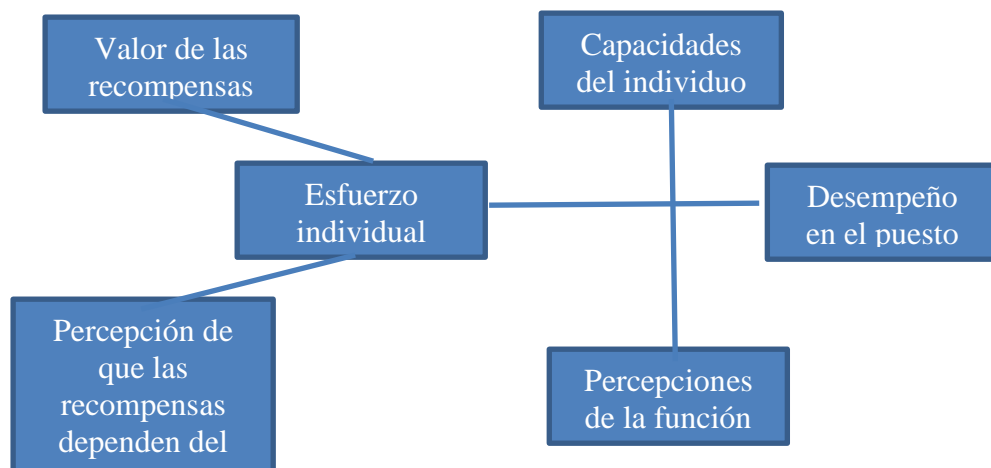 Valor de las
recompensas
Capacidades
del individuo
Esfuerzo
individual
Desempeño
en el puesto
Percepción de
que las
recompensas
dependen del
Percepciones
de la función